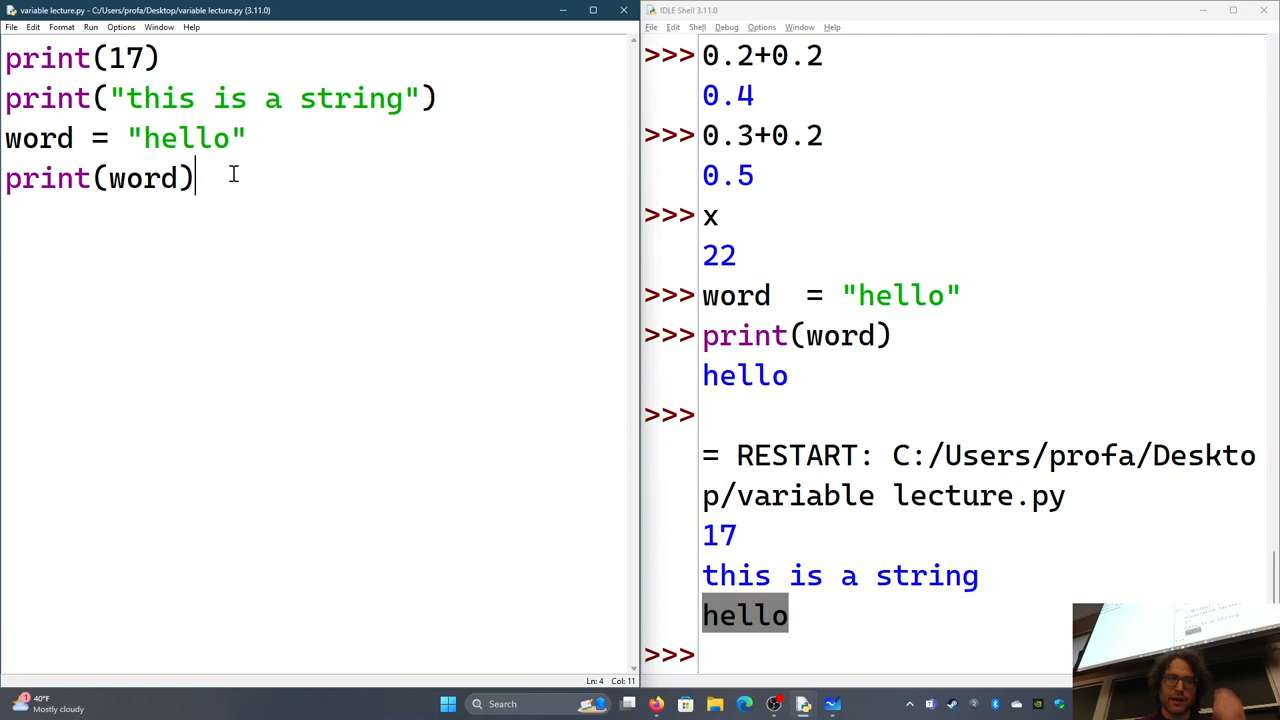 variable lecture.py - C:/Users/profa/Desktop/variable lecture.py (3.11.0)
File Edit Format Run Options Window Help
print(17)
print("this is a string")
word = "hello"
print(word)
Ln: 4 Col: 11
IDLE Shell 3.11.0
File Edit Shell Debug Options Window Help
>>> 0.2+0.2
0.4
>>> 0.3+0.2
0.5
>>> x
22
>>> word  = "hello"
>>> print(word)
hello
>>>
= RESTART: C:/Users/profa/Deskto
p/variable lecture.py
17
this is a string
hello
>>>
1
40°F
Mostly cloudy
Search